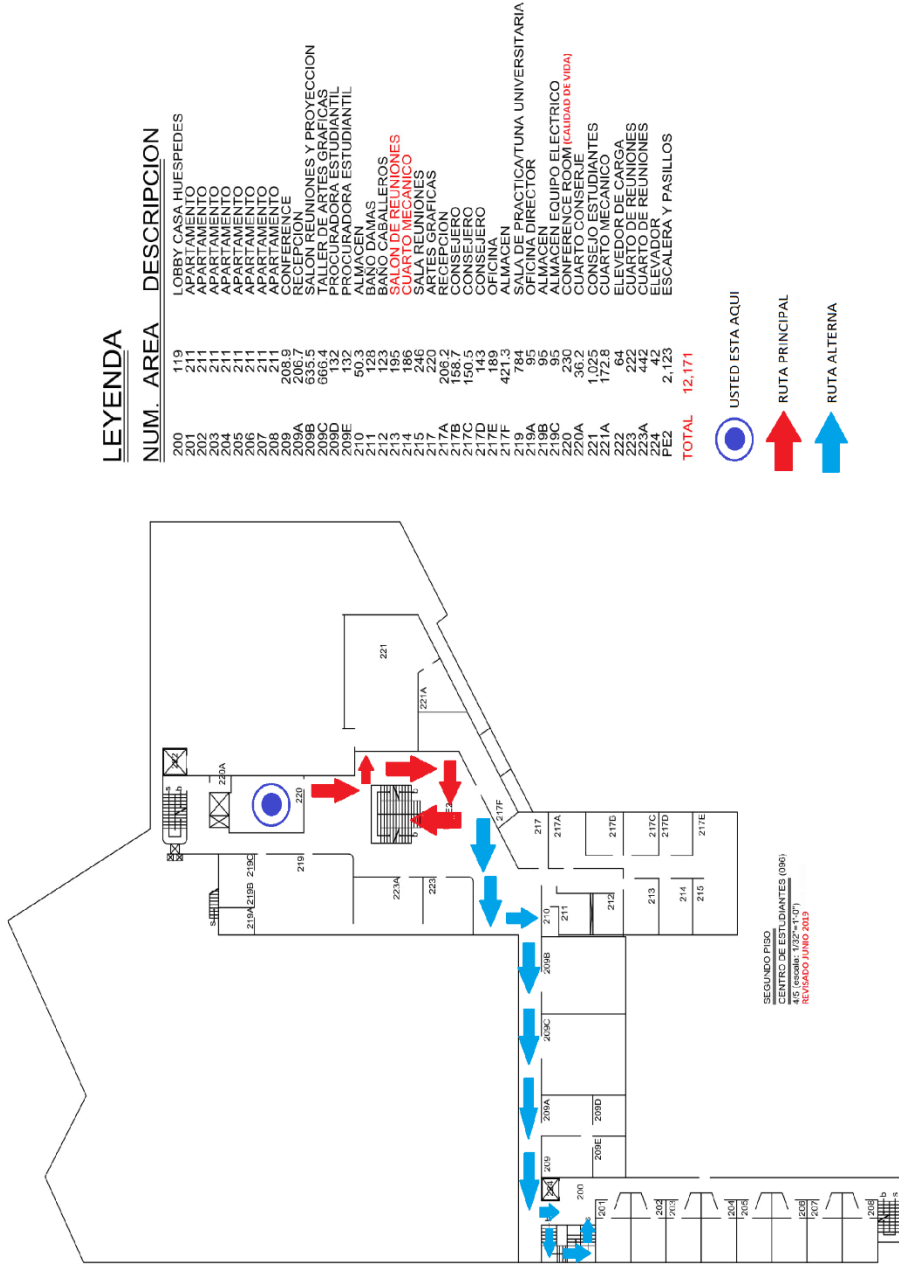 LEYENDA
NUM. AREA DESCRIPCION
200 119 LOBBY CASA HUESPEDES
201 211 APARTAMENTO
202 211 APARTAMENTO
203 211 APARTAMENTO
204 211 APARTAMENTO
205 211 APARTAMENTO
206 211 APARTAMENTO
207 211 APARTAMENTO
208 211 APARTAMENTO
209 208.9 CONFERENCE
209A 206.7 RECEPCION
209B 635.5 SALON REUNIONES Y PROYECCION
209C 666.4 TALLER DE ARTES GRAFICAS
209D 132 PROCURADORA ESTUDIANTIL
209E 132 PROCURADORA ESTUDIANTIL
210 50.3 ALMACEN
211 128 BAÑO DAMAS
212 123 BAÑO CABALLEROS
213 195 SALON DE REUNIONES
214 186 CUARTO MECANICO
215 246 SALA REUNIONES
217 220 ARTES GRAFICAS
217A 206.2 RECEPCION
217B 158.7 CONSEJERO
217C 150.5 CONSEJERO
217D 143 CONSEJERO
217E 189 OFICINA
217F 421.3 ALMACEN
219 784 SALA DE PRACTICA/TUNA UNIVERSITARIA
219A 95 OFICINA DIRECTOR
219B 95 ALMACEN
219C 95 ALMACEN EQUIPO ELECTRICO
220 230 CONFERENCE ROOM (CALIDAD DE VIDA)
220A 36.2 CUARTO CONSERJE
221 1,025 CONSEJO ESTUDIANTES
221A 172.8 CUARTO MECANICO
222 64 ELEVEDOR DE CARGA
223 222 CUARTO DE REUNIONES
223A 442 CUARTO DE REUNIONES
224 42 ELEVADOR
PE2 2,123 ESCALERA Y PASILLOS
TOTAL 12,171
USTED ESTA AQUI
RUTA PRINCIPAL
RUTA ALTERNA
222
220A
220
221
221A
219A
219B
219C
219
223A
223
217F
217
217A
217B
217C
217D
217E
210
211
212
213
214
215
209B
209C
209A
209D
209
209E
224
200
201
202
203
204
205
206
207
208
SEGUNDO PISO
CENTRO DE ESTUDIANTES (096)
4/5 (escala: 1/32"=1'-0")
REVISADO JUNIO 2019